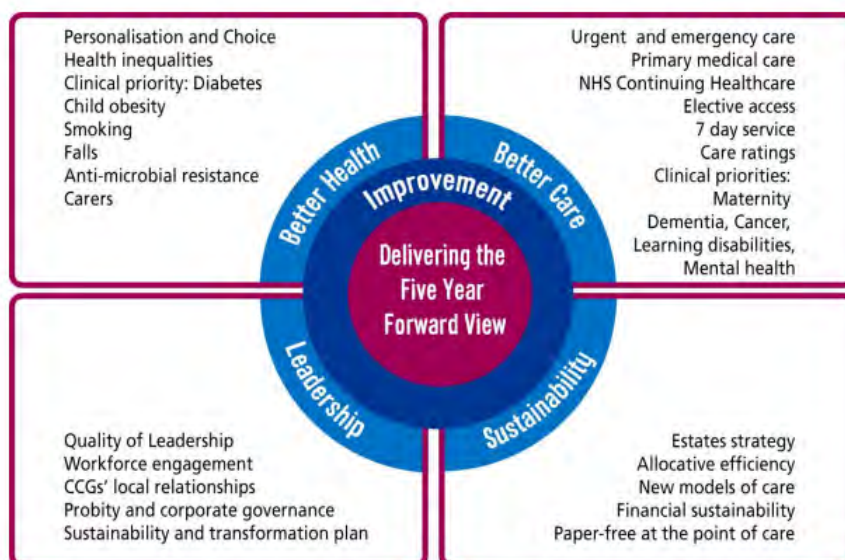 Personalisation and Choice
Health inequalities
Clinical priority: Diabetes
Child obesity
Smoking
Falls
Anti-microbial resistance
Carers
Urgent and emergency care
Primary medical care
NHS Continuing Healthcare
Elective access
7 day service
Care ratings
Clinical priorities:
Maternity
Dementia, Cancer,
Learning disabilities,
Mental health
Better Health
Better Care
Improvement
Delivering the
Five Year
Forward View
Leadership
Sustainability
Quality of Leadership
Workforce engagement
CCGs' local relationships
Probity and corporate governance
Sustainability and transformation plan
Estates strategy
Allocative efficiency
New models of care
Financial sustainability
Paper-free at the point of care